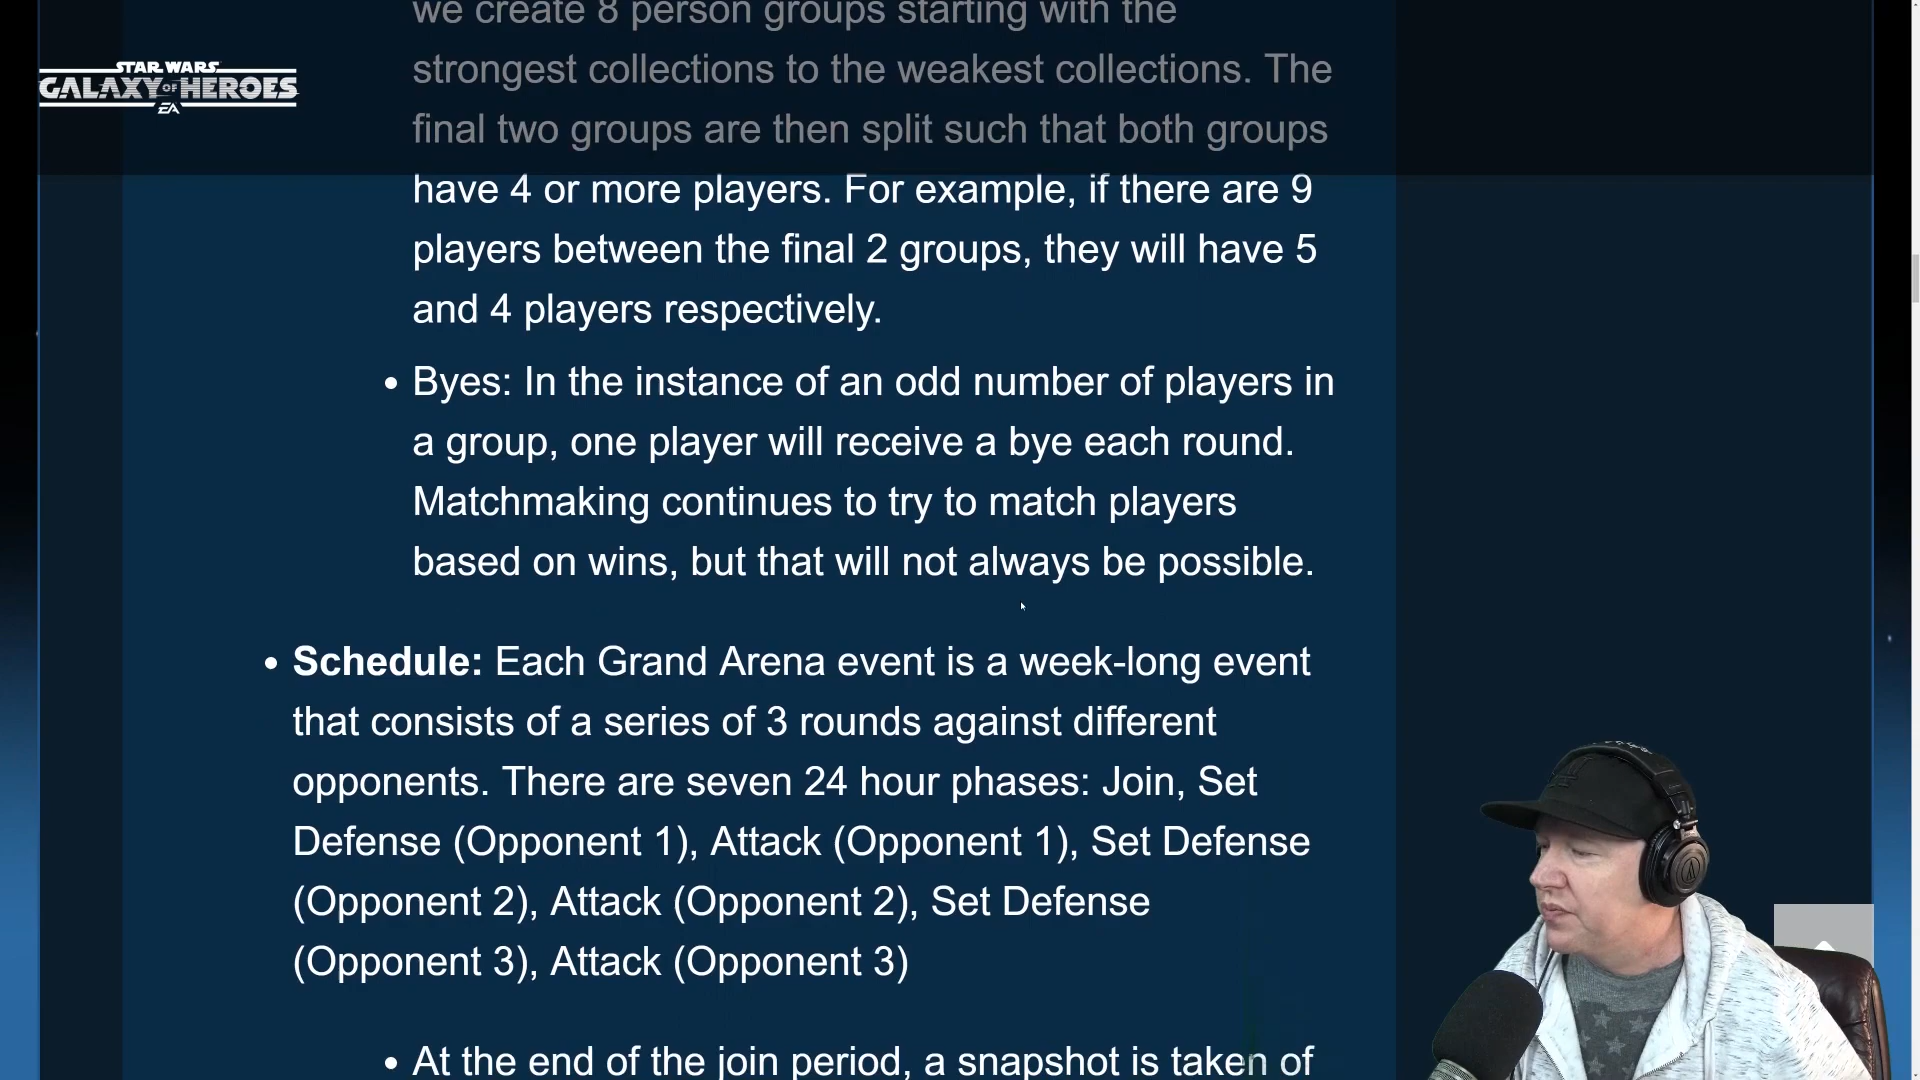 we create 8 person groups starting with the
STAR WARS
GALAXY OF HEROES
EA
strongest collections to the weakest collections. The
final two groups are then split such that both groups
have 4 or more players. For example, if there are 9
players between the final 2 groups, they will have 5
and 4 players respectively.
• Byes: In the instance of an odd number of players in
a group, one player will receive a bye each round.
Matchmaking continues to try to match players
based on wins, but that will not always be possible.
• Schedule: Each Grand Arena event is a week-long event
that consists of a series of 3 rounds against different
opponents. There are seven 24 hour phases: Join, Set
Defense (Opponent 1), Attack (Opponent 1), Set Defense
(Opponent 2), Attack (Opponent 2), Set Defense
(Opponent 3), Attack (Opponent 3)
• At the end of the join period, a snapshot is taken of